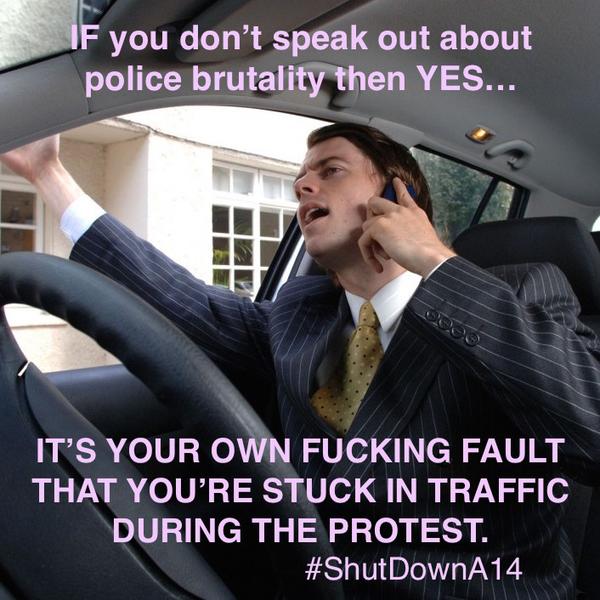 IF you don't speak out about
police brutality then YES...
IT'S YOUR OWN FUCKING FAULT
THAT YOU'RE STUCK IN TRAFFIC
DURING THE PROTEST.
#ShutDownA14